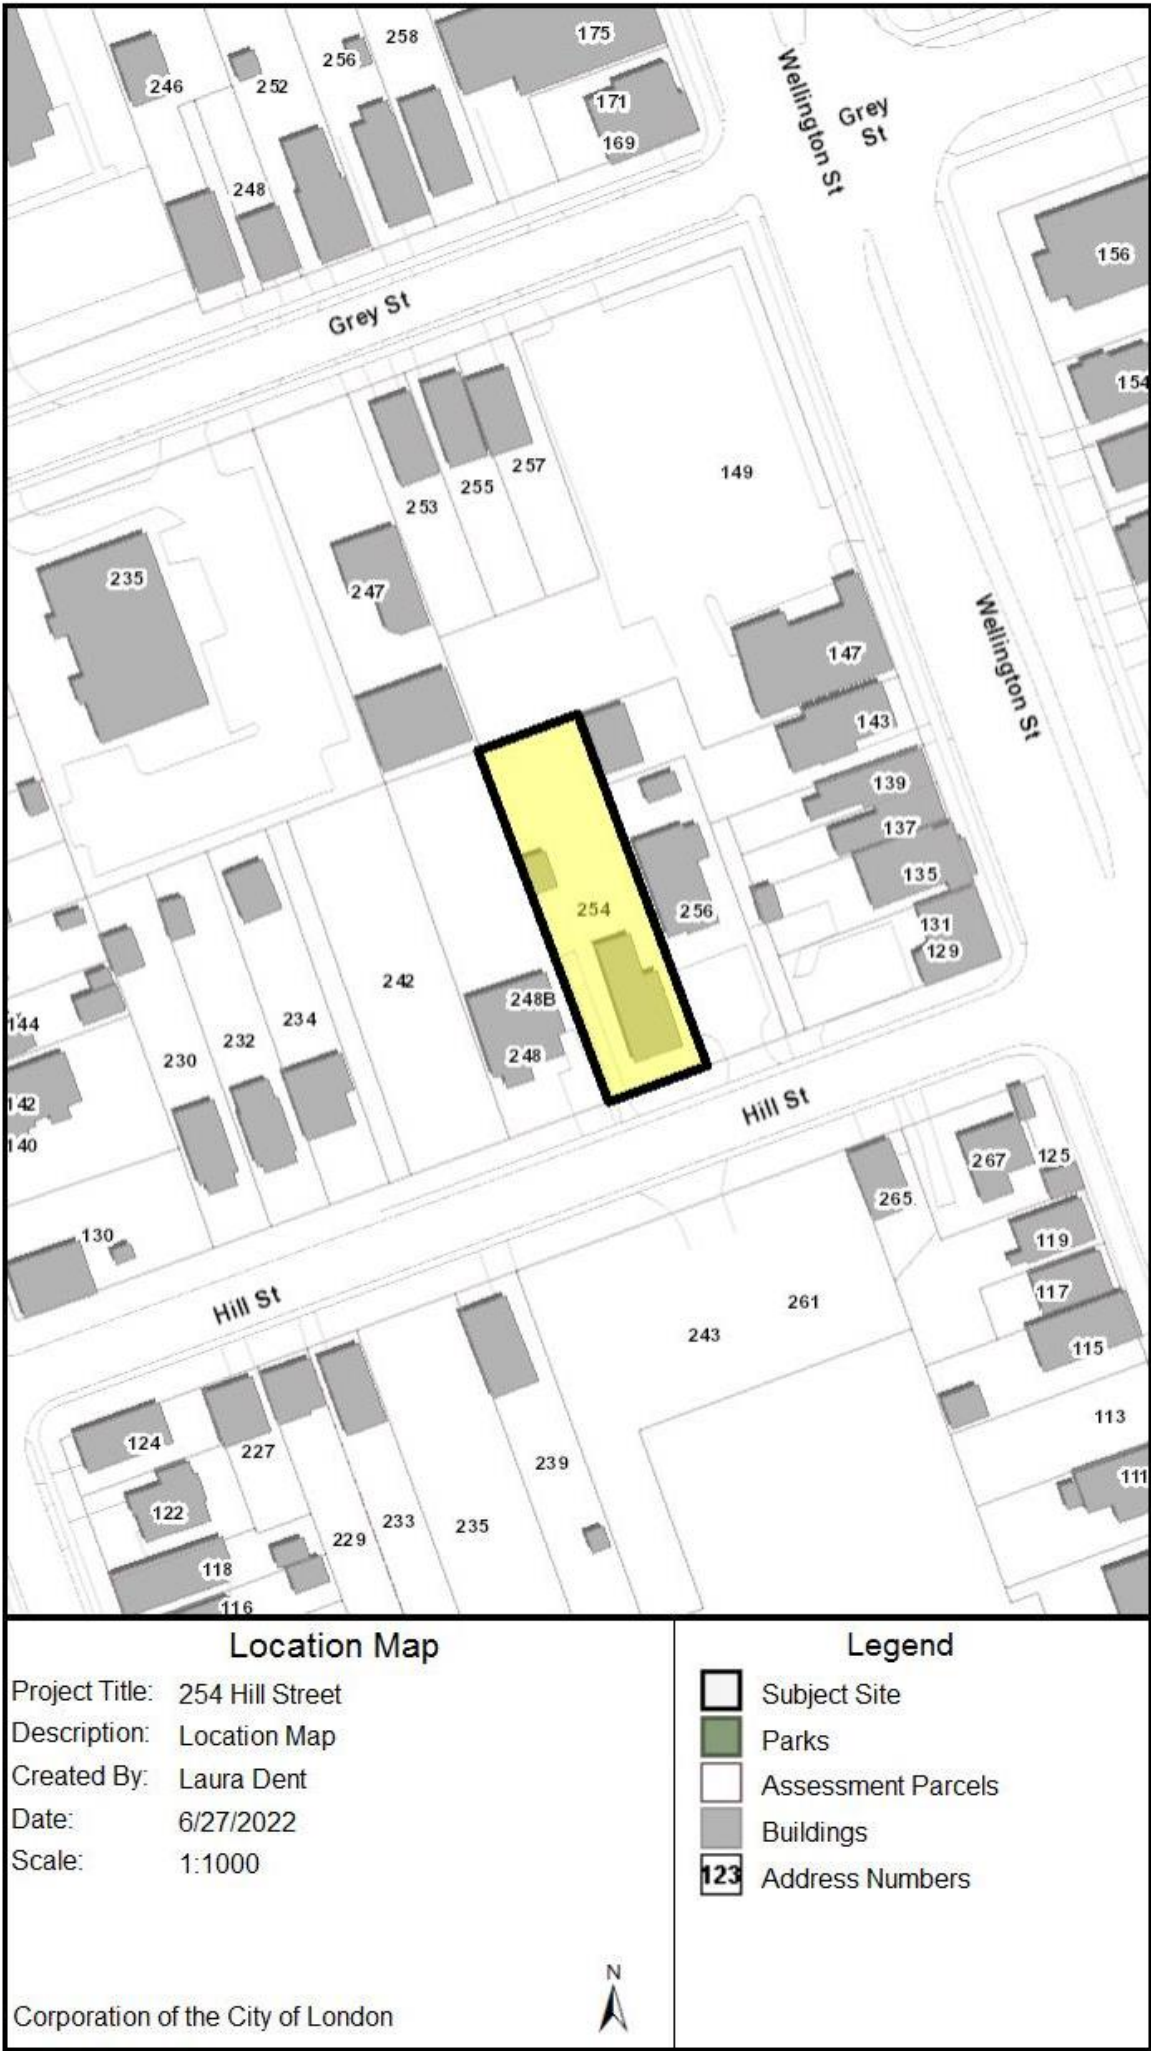 258
175
256
246
252
171
169
Wellington St
Grey
St
248
156
Grey St
154
257
149
255
253
235
247
147
Wellington St
143
139
137
135
254
256
131
129
242
248B
144
234
232
248
230
142
140
Hill St
267
125
265
130
119
117
Hill St
261
243
115
113
124
227
239
111
122
233
235
229
118
116
Location Map
Project Title: 254 Hill Street
Description: Location Map
Created By: Laura Dent
Date: 6/27/2022
Scale: 1:1000
N
Corporation of the City of London
Legend
Subject Site
Parks
Assessment Parcels
Buildings
123 Address Numbers